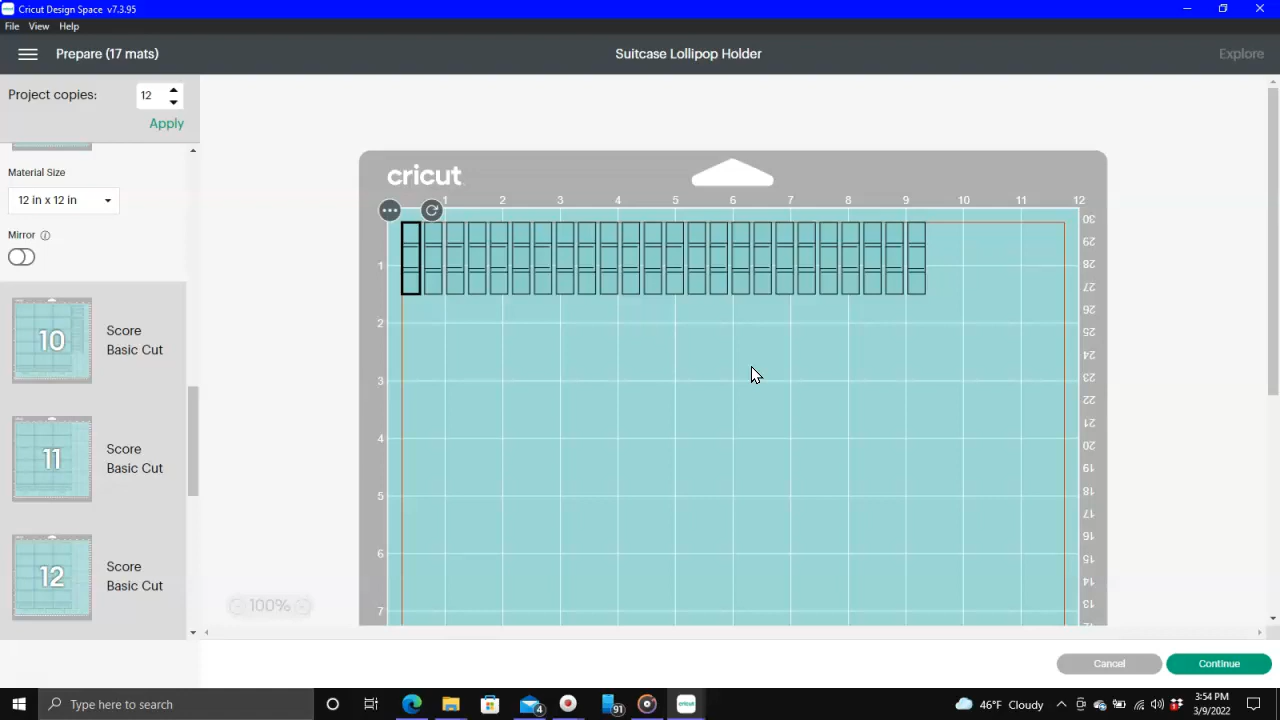 Cricut Design Space v7.3.95
File View Help
Prepare (17 mats)
Suitcase Lollipop Holder
Explore
Project copies:
12
Apply
Material Size
12 in x 12 in
Mirror
10
Score
Basic Cut
11
Score
Basic Cut
12
Score
Basic Cut
cricut
1 2 3 4 5 6 7 8 9 10 11 12
1
2
3
4
5
6
7
30
29
28
27
26
25
24
23
22
21
20
19
18
17
16
15
14
13
100%
Cancel
Continue
Type here to search
4
91
cricut
46°F Cloudy
3:54 PM
3/9/2022